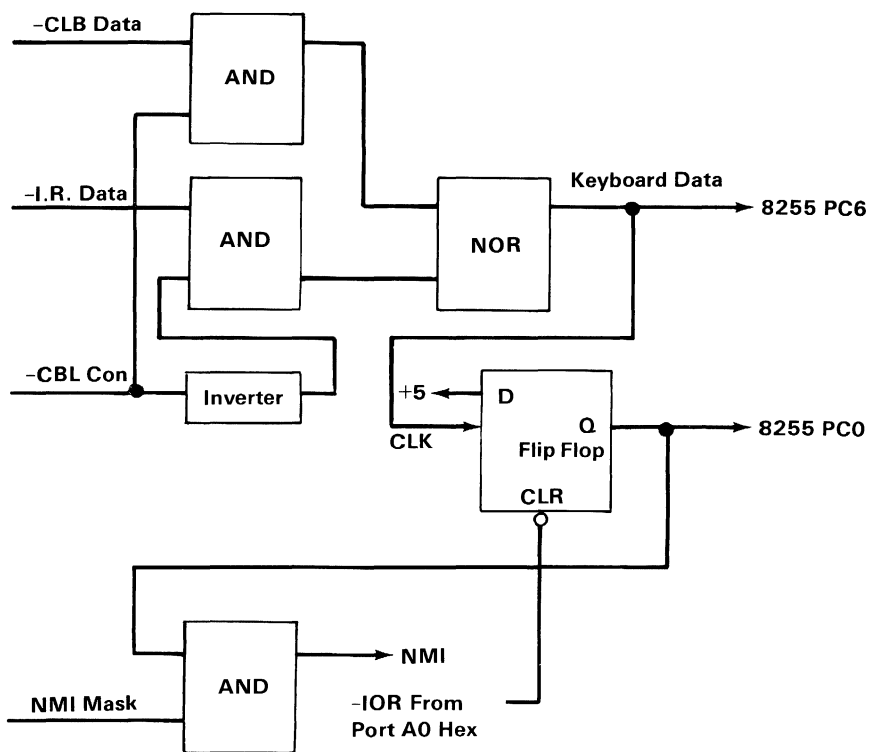 –CLB Data
AND
–I.R. Data
AND
Keyboard Data
8255 PC6
NOR
–CBL Con
Inverter
+5
D
CLK
Q
Flip Flop
CLR
8255 PC0
NMI
AND
NMI Mask
–IOR From
Port A0 Hex